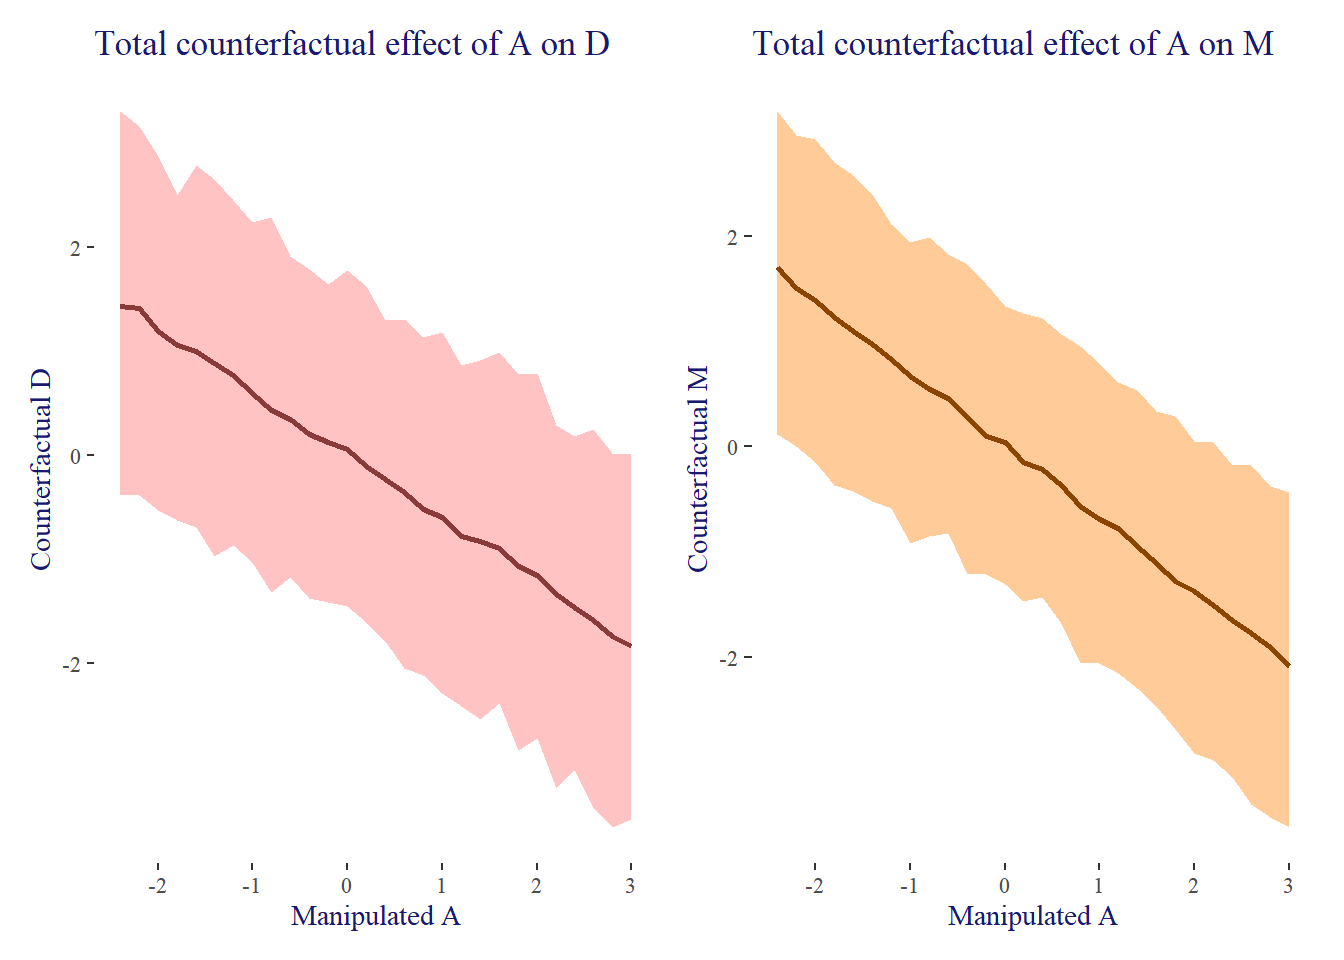 Total counterfactual effect of A on D
Counterfactual D
2
0
-2
-2 -1 0 1 2 3
Manipulated A
Total counterfactual effect of A on M
Counterfactual M
2
0
-2
-2 -1 0 1 2 3
Manipulated A